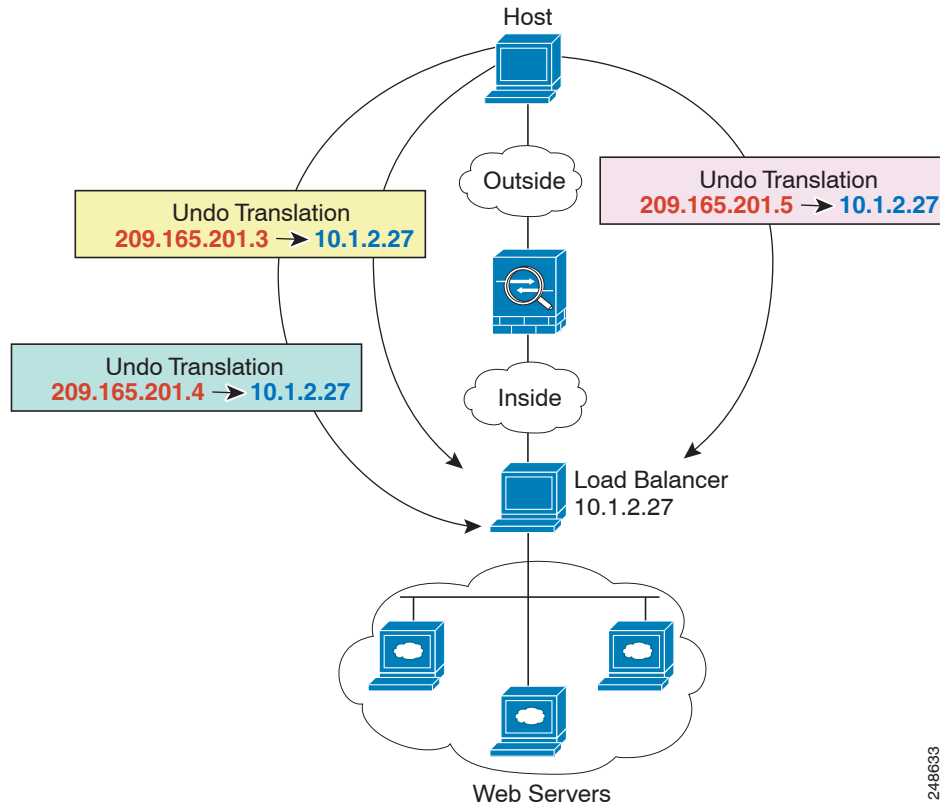 Host
Outside
Undo Translation
209.165.201.3 → 10.1.2.27
Undo Translation
209.165.201.5 → 10.1.2.27
Undo Translation
209.165.201.4 → 10.1.2.27
Inside
Load Balancer
10.1.2.27
Web Servers
248633